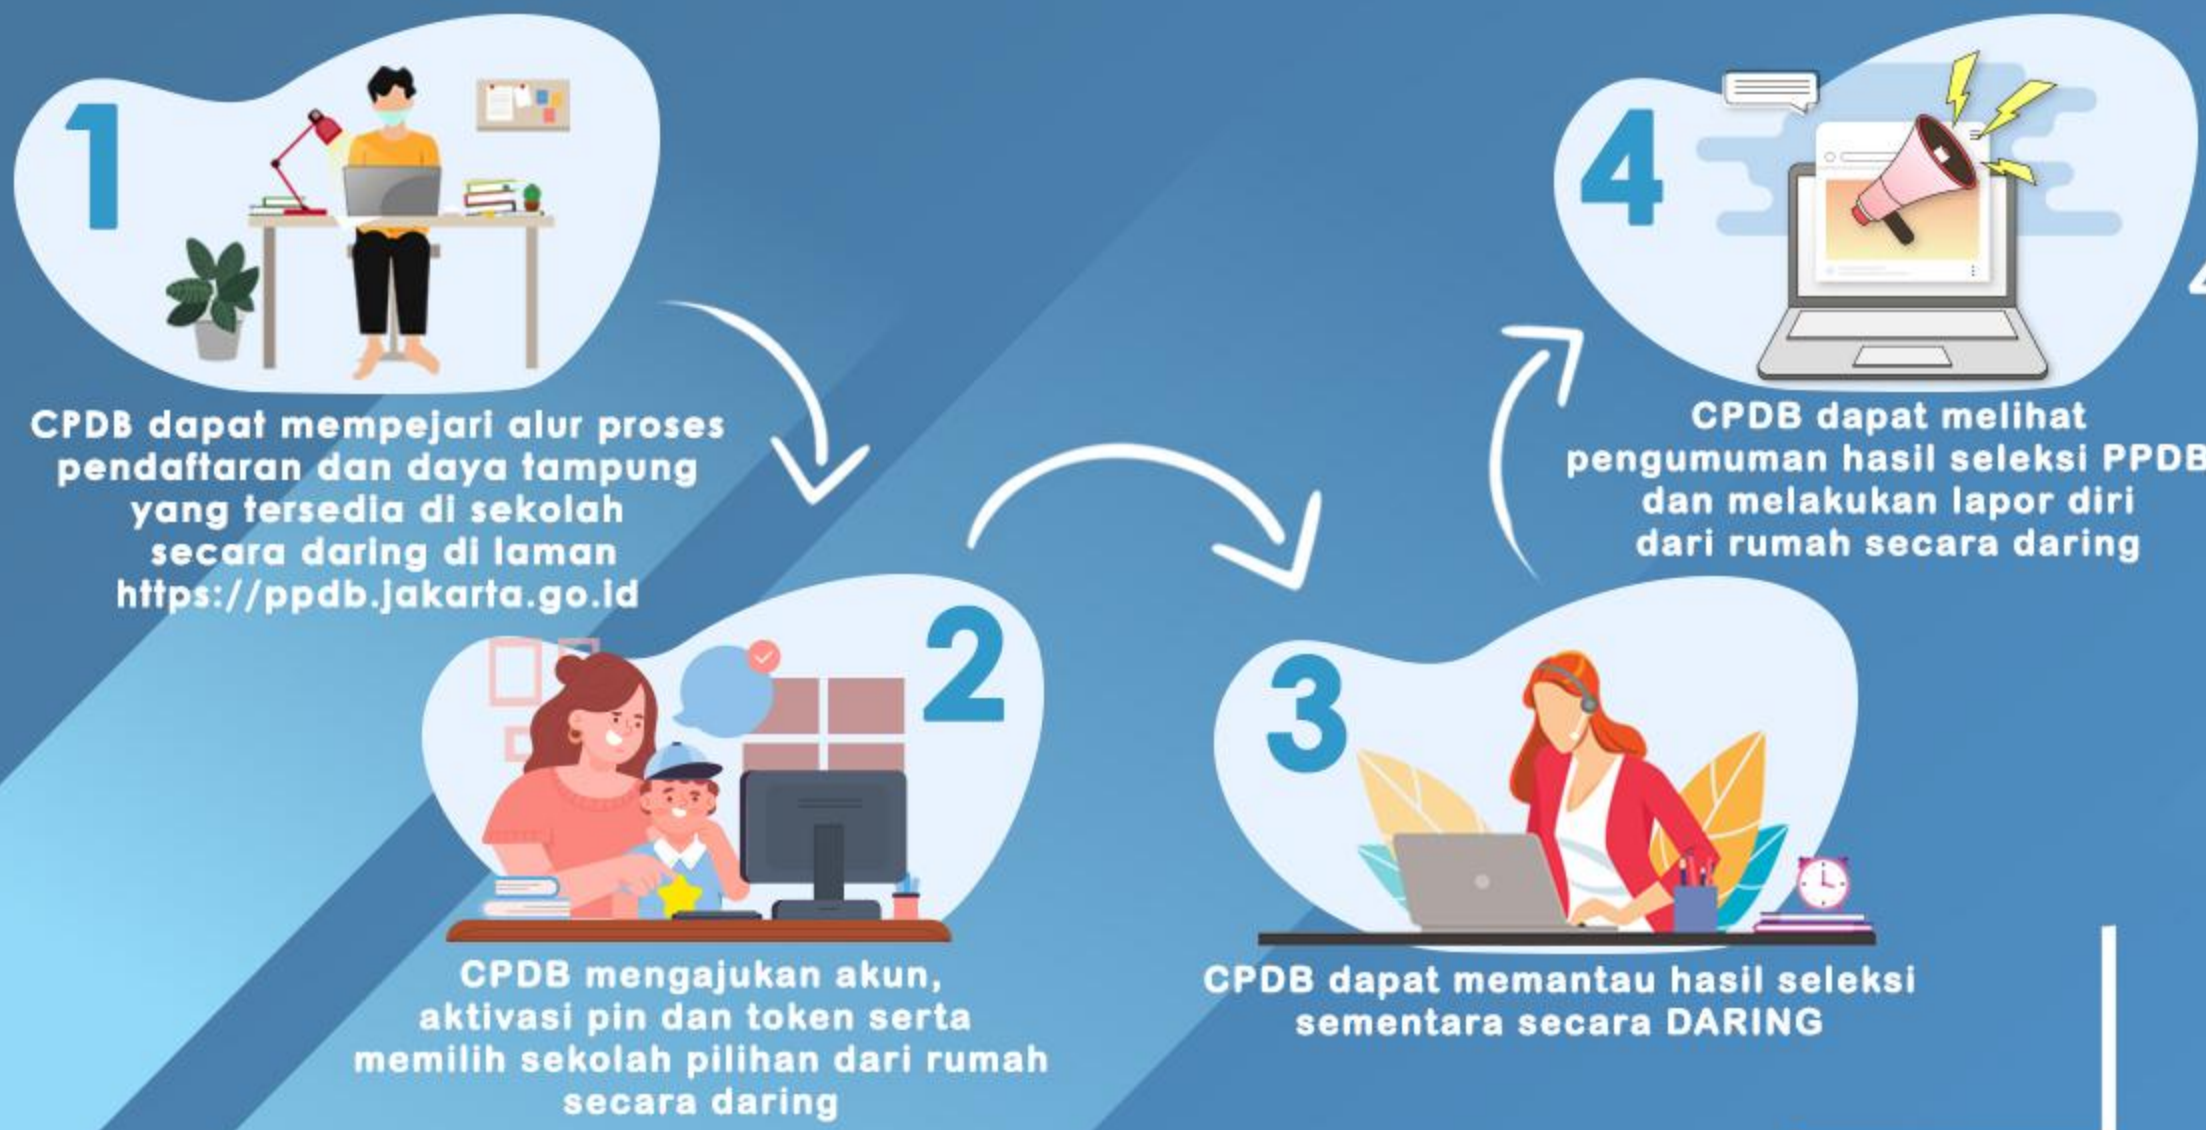 1
CPDB dapat mempejari alur proses
pendaftaran dan daya tampung
yang tersedia di sekolah
secara daring di laman
https://ppdb.jakarta.go.id
2
CPDB mengajukan akun,
aktivasi pin dan token serta
memilih sekolah pilihan dari rumah
secara daring
3
CPDB dapat memantau hasil seleksi
sementara secara DARING
4
CPDB dapat melihat
pengumuman hasil seleksi PPDB
dan melakukan lapor diri
dari rumah secara daring